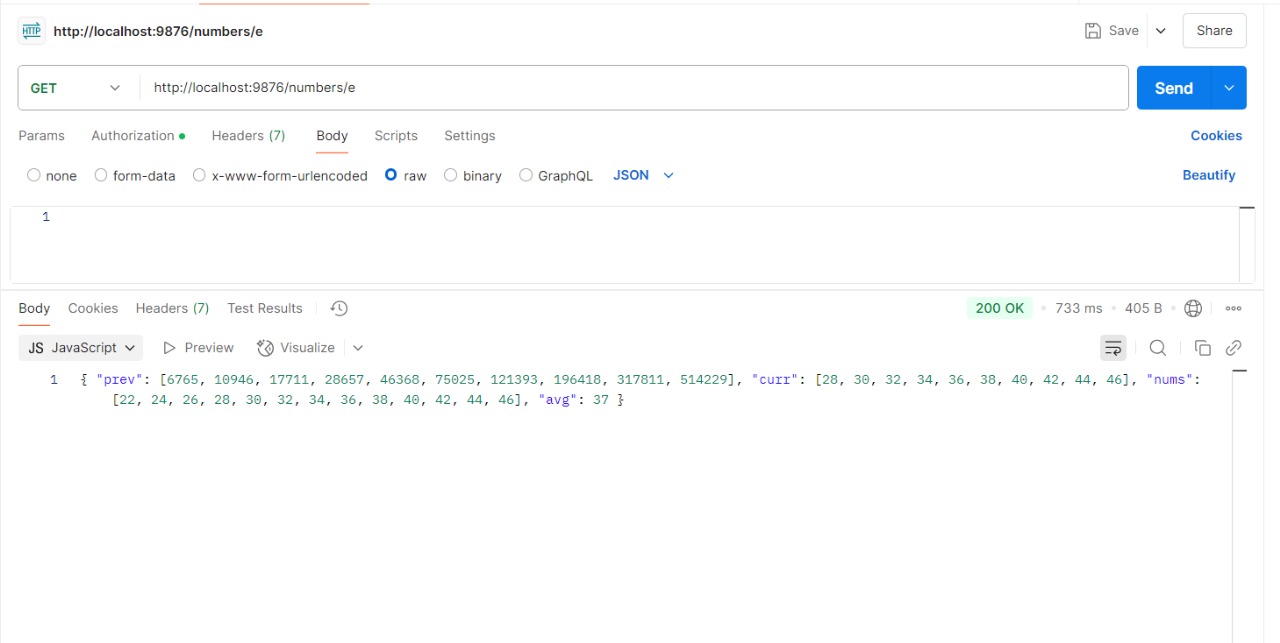 HTTP http://localhost:9876/numbers/e Save Share
GET http://localhost:9876/numbers/e Send
Params Authorization Headers (7) Body Scripts Settings Cookies
none form-data x-www-form-urlencoded raw binary GraphQL JSON Beautify
1
Body Cookies Headers (7) Test Results 200 OK 733 ms 405 B
JS JavaScript Preview Visualize
1 { "prev": [6765, 10946, 17711, 28657, 46368, 75025, 121393, 196418, 317811, 514229], "curr": [28, 30, 32, 34, 36, 38, 40, 42, 44, 46], "nums":
[22, 24, 26, 28, 30, 32, 34, 36, 38, 40, 42, 44, 46], "avg": 37 }